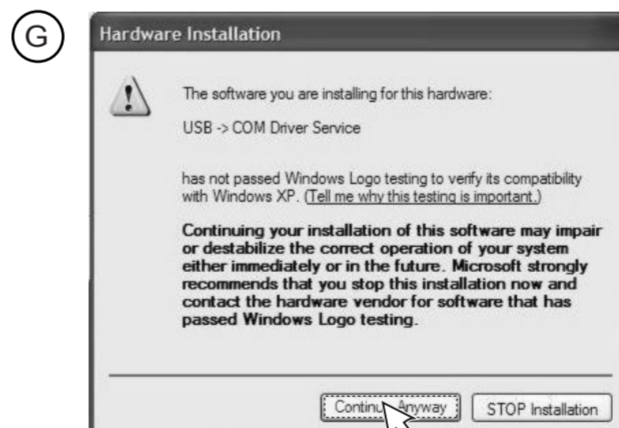 G
Hardware Installation
The software you are installing for this hardware:
USB -> COM Driver Service
has not passed Windows Logo testing to verify its compatibility
with Windows XP. (Tell me why this testing is important.)
Continuing your installation of this software may impair
or destabilize the correct operation of your system
either immediately or in the future. Microsoft strongly
recommends that you stop this installation now and
contact the hardware vendor for software that has
passed Windows Logo testing.
Continue Anyway STOP Installation